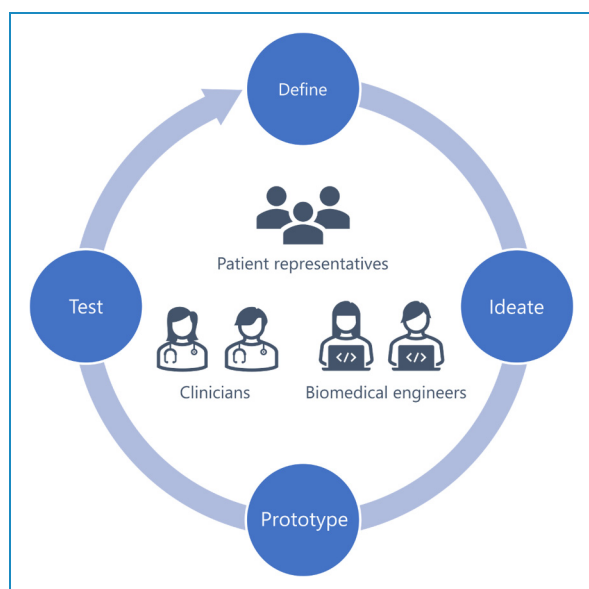 Define
Patient representatives
Test
Ideate
</>
</>
Clinicians
Biomedical engineers
Prototype